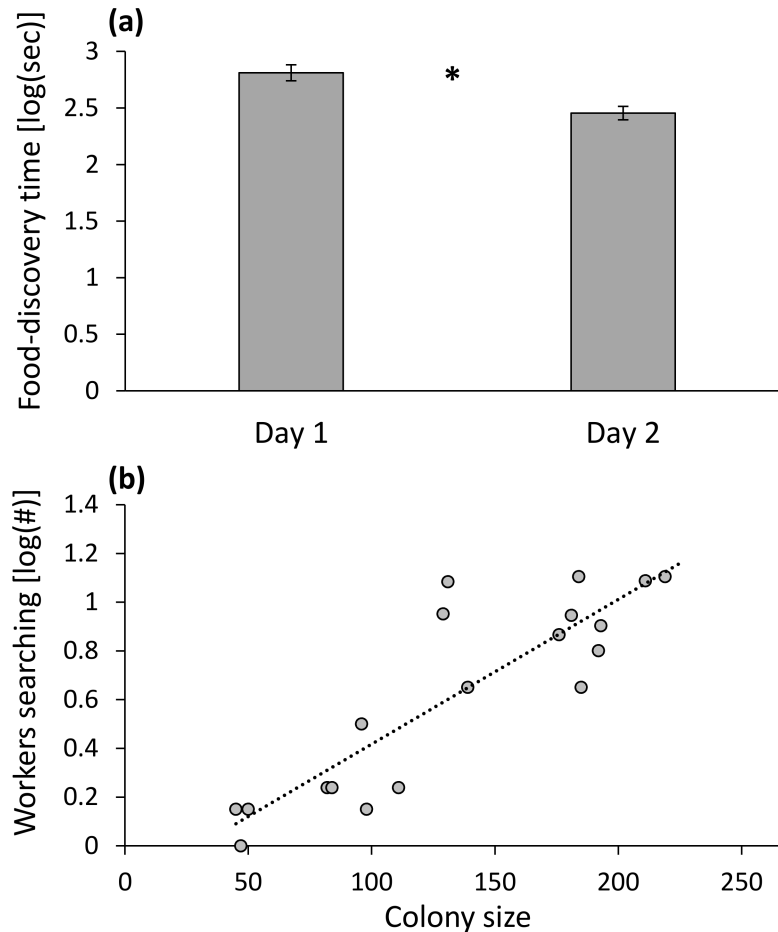 (a)
Food-discovery time [log(sec)]
3
2.5
2
1.5
1
0.5
0
*
Day 1 Day 2
(b)
Workers searching [log(#)]
1.4
1.2
1
0.8
0.6
0.4
0.2
0
0 50 100 150 200 250
Colony size